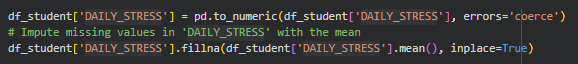 df_student['DAILY_STRESS'] = pd.to_numeric(df_student['DAILY_STRESS'], errors='coerce')
# Impute missing values in 'DAILY_STRESS' with the mean
df_student['DAILY_STRESS'].fillna(df_student['DAILY_STRESS'].mean(), inplace=True)